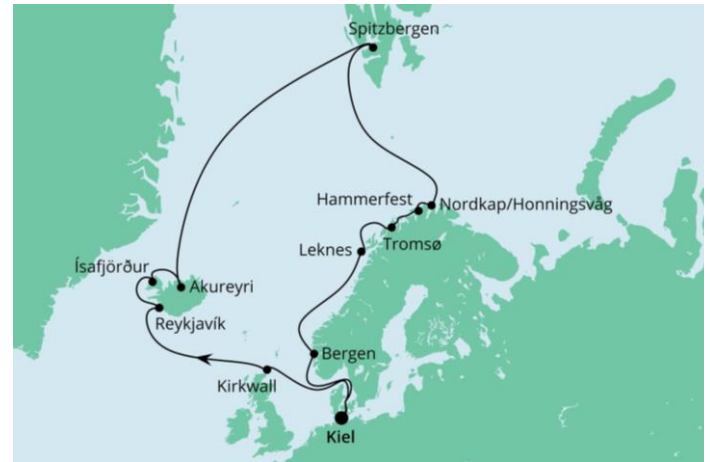 Spitzbergen
Hammerfest
Nordkap/Honningsvåg
Tromsø
Leknes
Ísafjörður
Akureyri
Reykjavík
Bergen
Kirkwall
Kiel